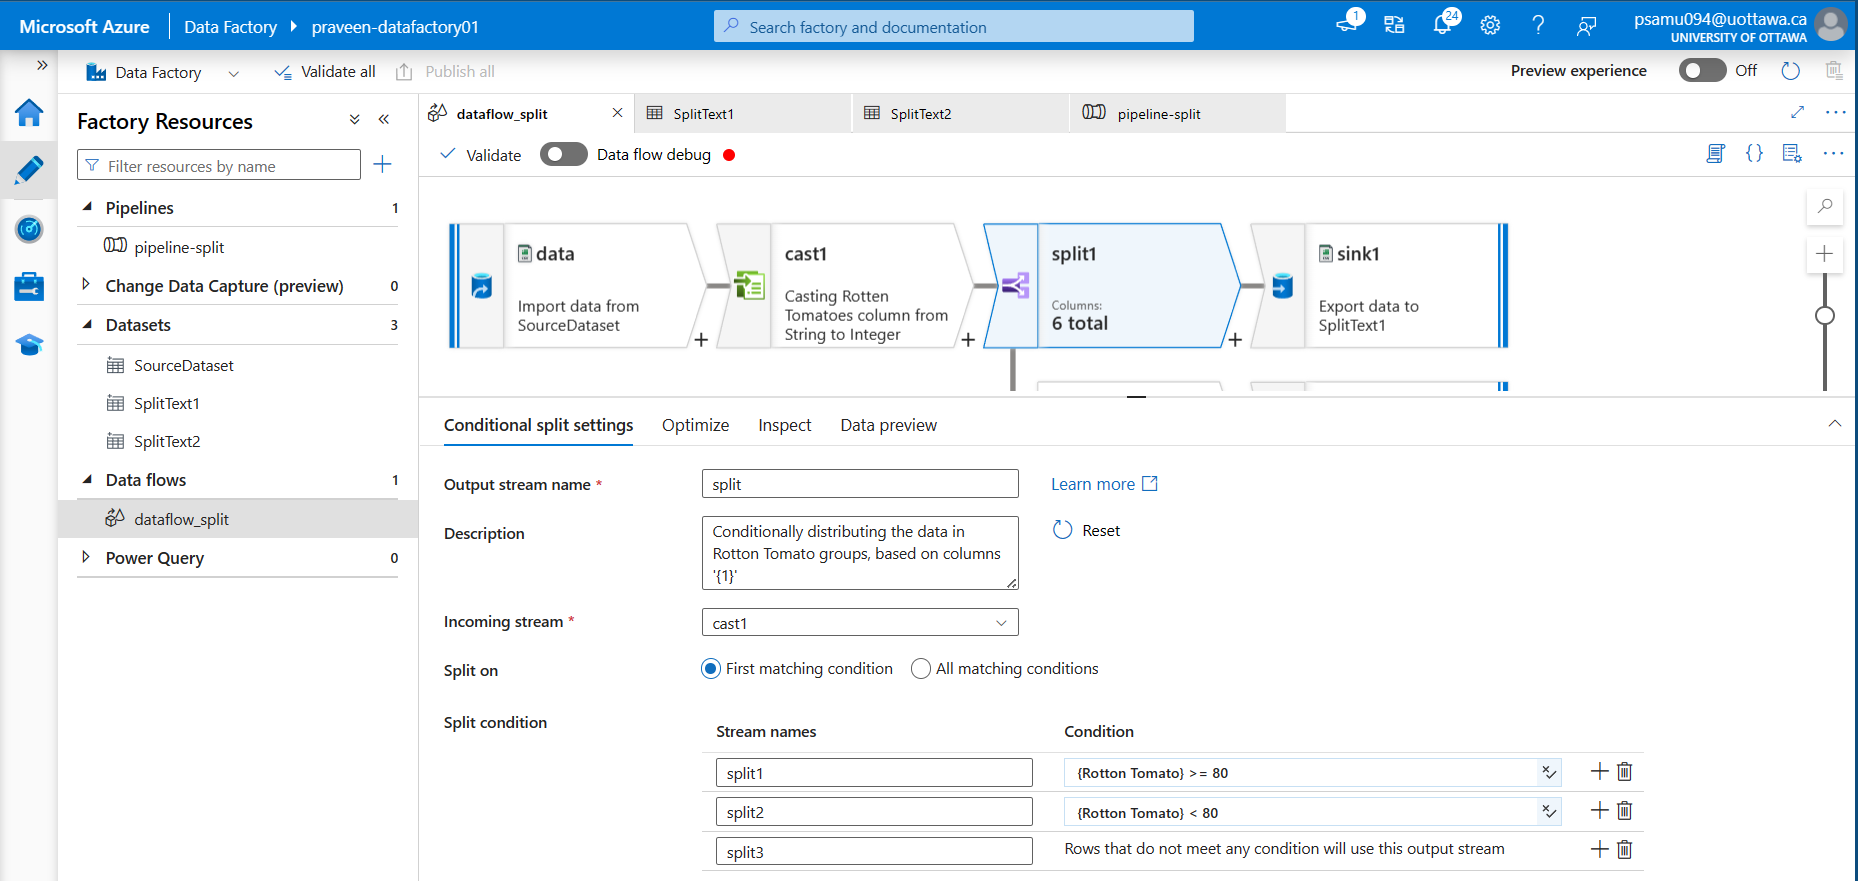 Microsoft Azure
Data Factory
praveen-datafactory01
Search factory and documentation
1
24
psamu094@uottawa.ca
UNIVERSITY OF OTTAWA
Data Factory
Validate all
Publish all
Preview experience
Off
Factory Resources
Filter resources by name
Pipelines
1
pipeline-split
Change Data Capture (preview)
0
Datasets
3
SourceDataset
SplitText1
SplitText2
Data flows
1
dataflow_split
Power Query
0
dataflow_split
SplitText1
SplitText2
pipeline-split
Validate
Data flow debug
data
Import data from
SourceDataset
cast1
Casting Rotten
Tomatoes column from
String to Integer
split1
Columns:
6 total
sink1
Export data to
SplitText1
Conditional split settings
Optimize
Inspect
Data preview
Output stream name *
split
Learn more
Description
Conditionally distributing the data in
Rotton Tomato groups, based on columns
'{1}'
Reset
Incoming stream *
cast1
Split on
First matching condition
All matching conditions
Split condition
Stream names
Condition
split1
{Rotton Tomato} >= 80
split2
{Rotton Tomato} < 80
split3
Rows that do not meet any condition will use this output stream